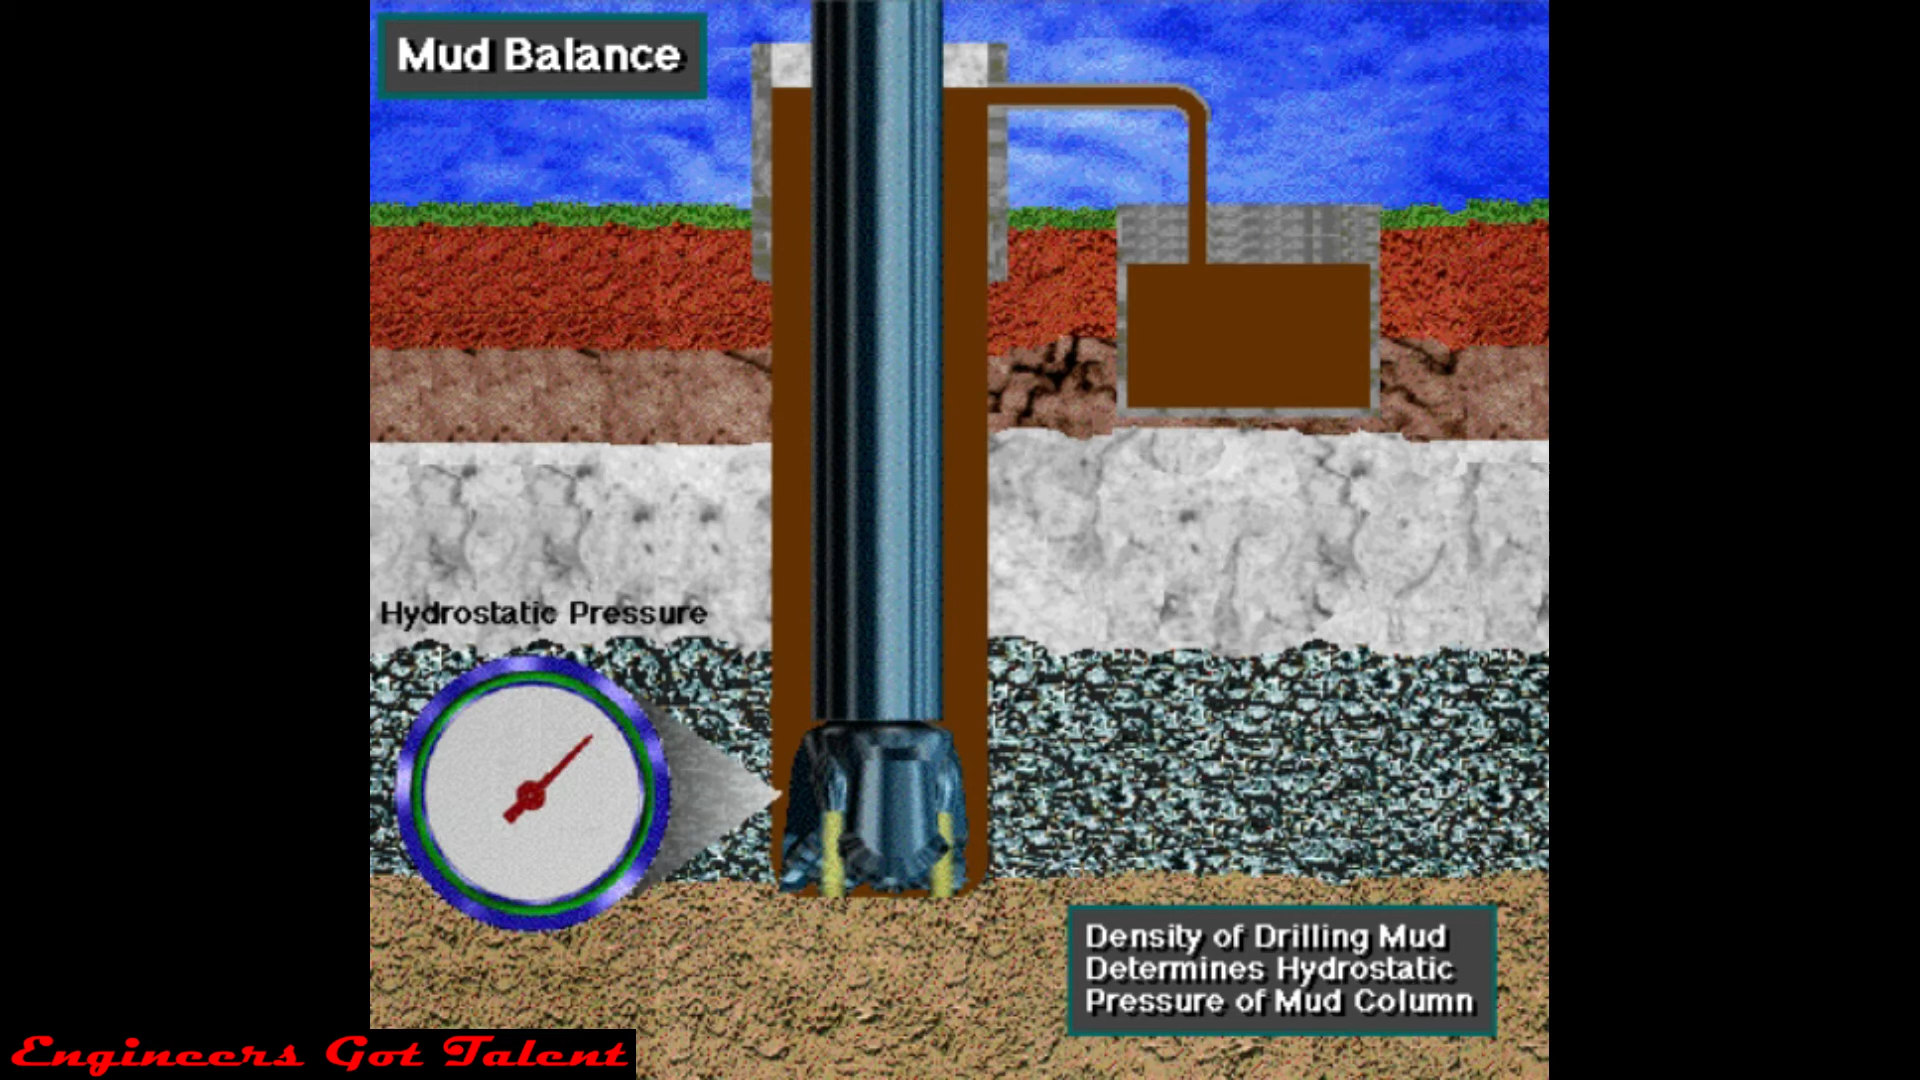 Mud Balance
Hydrostatic Pressure
Density of Drilling Mud
Determines Hydrostatic
Pressure of Mud Column
Engineers Got Talent